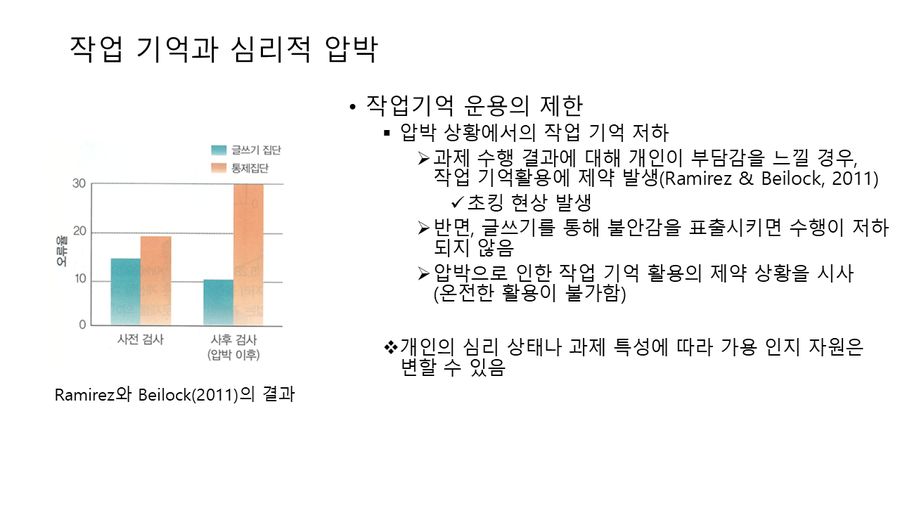 작업 기억과 심리적 압박
• 작업기억 운용의 제한
▪ 압박 상황에서의 작업 기억 저하
➢과제 수행 결과에 대해 개인이 부담감을 느낄 경우,
작업 기억활용에 제약 발생(Ramirez & Beilock, 2011)
✓초킹 현상 발생
➢반면, 글쓰기를 통해 불안감을 표출시키면 수행이 저하
되지 않음
➢압박으로 인한 작업 기억 활용의 제약 상황을 시사
(온전한 활용이 불가함)
❖개인의 심리 상태나 과제 특성에 따라 가용 인지 자원은
변할 수 있음
글쓰기 집단
통제집단
오류율
30
20
10
0
사전 검사
사후 검사
(압박 이후)
Ramirez와 Beilock(2011)의 결과